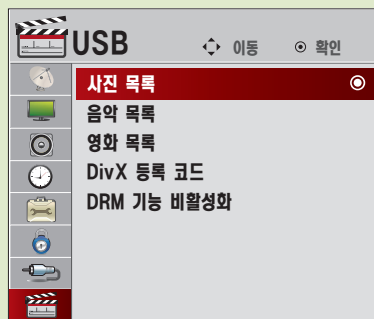 USB 이동 확인
사진 목록
음악 목록
영화 목록
DivX 등록 코드
DRM 기능 비활성화